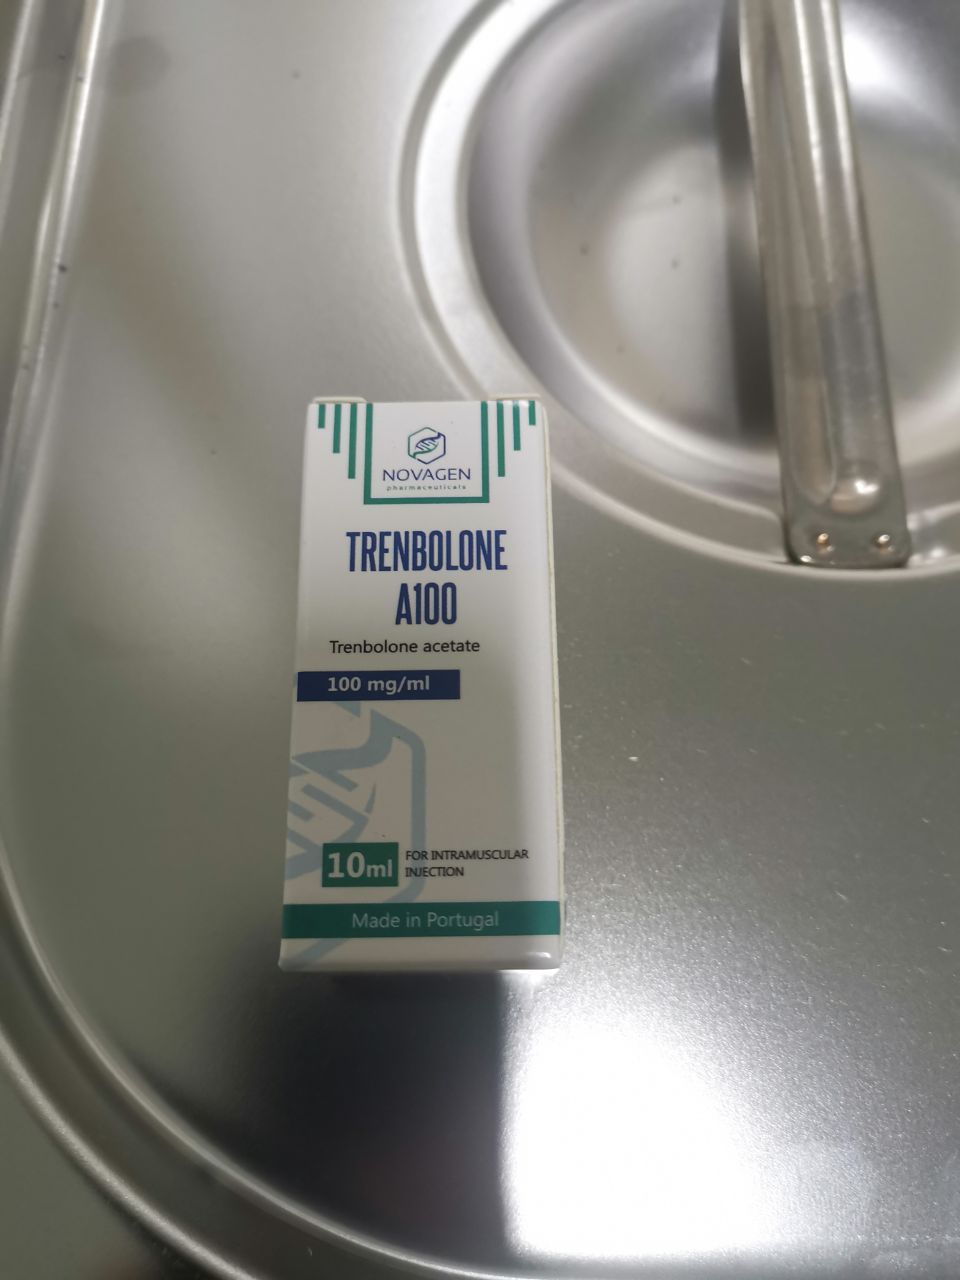 NOVAGEN
pharmaceuticals
TRENBOLONE
A100
Trenbolone acetate
100 mg/ml
10ml
FOR INTRAMUSCULAR
INJECTION
Made in Portugal